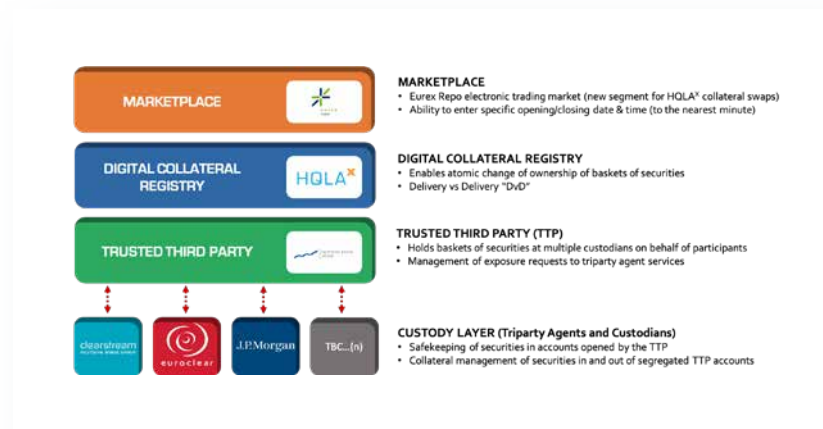 MARKETPLACE
MARKETPLACE
• Eurex Repo electronic trading market (new segment for HQLAˣ collateral swaps)
• Ability to enter specific opening/closing date & time (to the nearest minute)
DIGITAL COLLATERAL
REGISTRY
HQLAˣ
DIGITAL COLLATERAL REGISTRY
• Enables atomic change of ownership of baskets of securities
• Delivery vs Delivery "DvD"
TRUSTED THIRD PARTY
TRUSTED THIRD PARTY (TTP)
• Holds baskets of securities at multiple custodians on behalf of participants
• Management of exposure requests to triparty agent services
clearstream
euroclear
J.P.Morgan
TBC...(n)
CUSTODY LAYER (Triparty Agents and Custodians)
• Safekeeping of securities in accounts opened by the TTP
• Collateral management of securities in and out of segregated TTP accounts